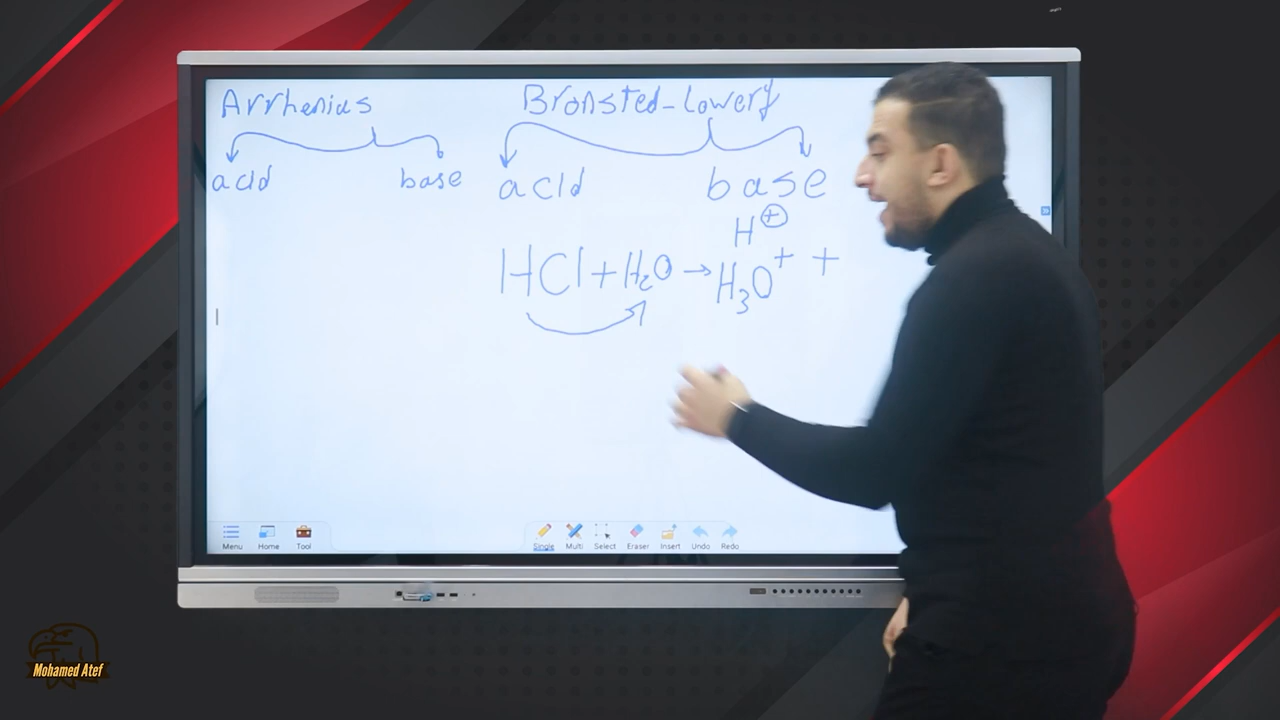 Arrhenius Bronsted-Lowery
acid base acid base
H+
HCl + H2O → H3O+ +
Menu Home Tool Single Multi Select Eraser Insert Undo Redo
Mohamed Atef